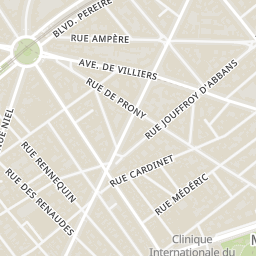 BLVD. PEREIRE
RUE AMPÈRE
AVE. DE VILLIERS
RUE DE PRONY
RUE JOUFFROY D'ABBANS
RUE NIEL
RUE RENNEQUIN
RUE DES RENAUDES
RUE CARDINET
RUE MÉDÉRIC
Clinique
Internationale du